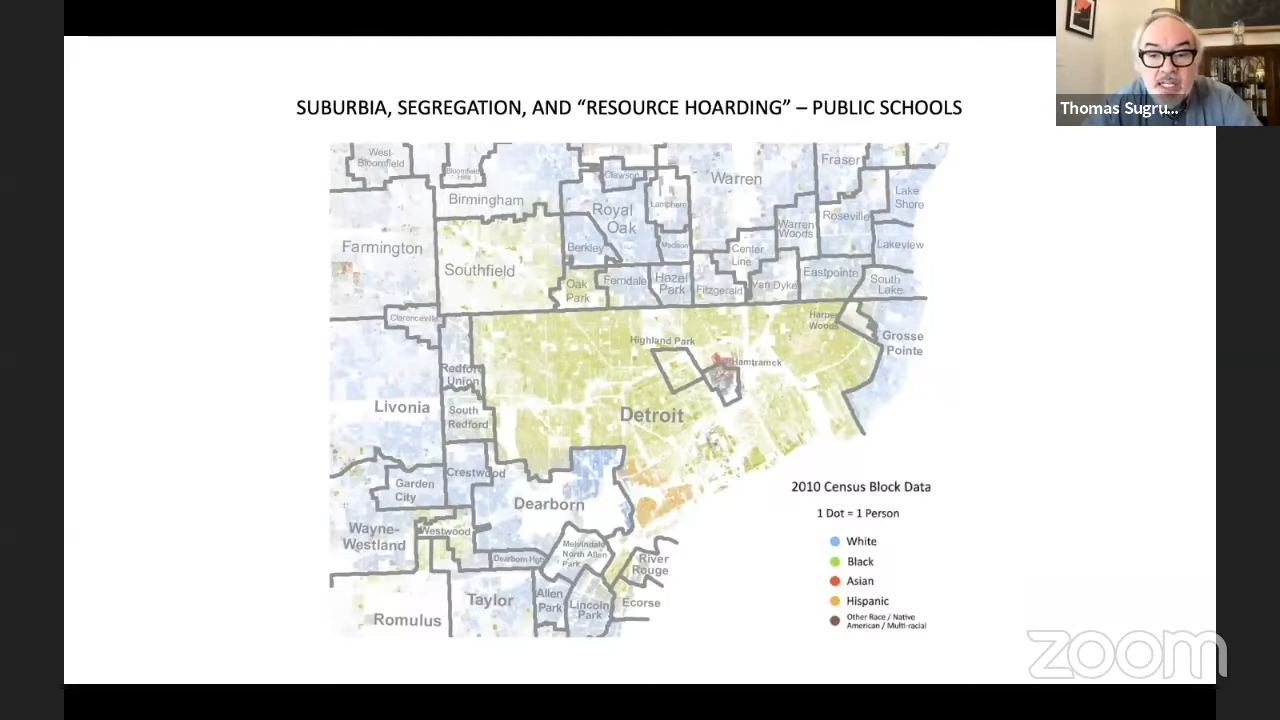 Thomas Sugru...
SUBURBIA, SEGREGATION, AND “RESOURCE HOARDING” – PUBLIC SCHOOLS
West-
Bloomfield
Bloomfield
Hills
Birmingham
Clawson
Lamphere
Warren
Fraser
Lake
Shore
Royal
Oak
Roseville
Warren
Woods
Farmington
Southfield
Berkley
Madison
Center
Line
Lakeview
Oak
Park
Ferndale
Hazel
Park
Fitzgerald
Van Dyke
Eastpointe
South
Lake
Clarenceville
Harper
Woods
Grosse
Pointe
Highland Park
Hamtramck
Redford
Union
Livonia
South
Redford
Detroit
Crestwood
Garden
City
Dearborn
Wayne-
Westland
Westwood
Dearborn Hgts
Melvindale
North Allen
Park
River
Rouge
Romulus
Taylor
Allen
Park
Lincoln
Park
Ecorse
2010 Census Block Data
1 Dot = 1 Person
White
Black
Asian
Hispanic
Other Race / Native
American / Multi-racial
zoom